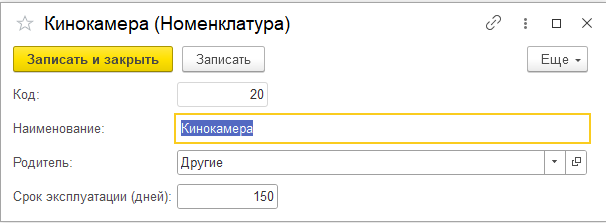 Кинокамера (Номенклатура)
Записать и закрыть Записать Еще
Код: 20
Наименование: Кинокамера
Родитель: Другие
Срок эксплуатации (дней): 150